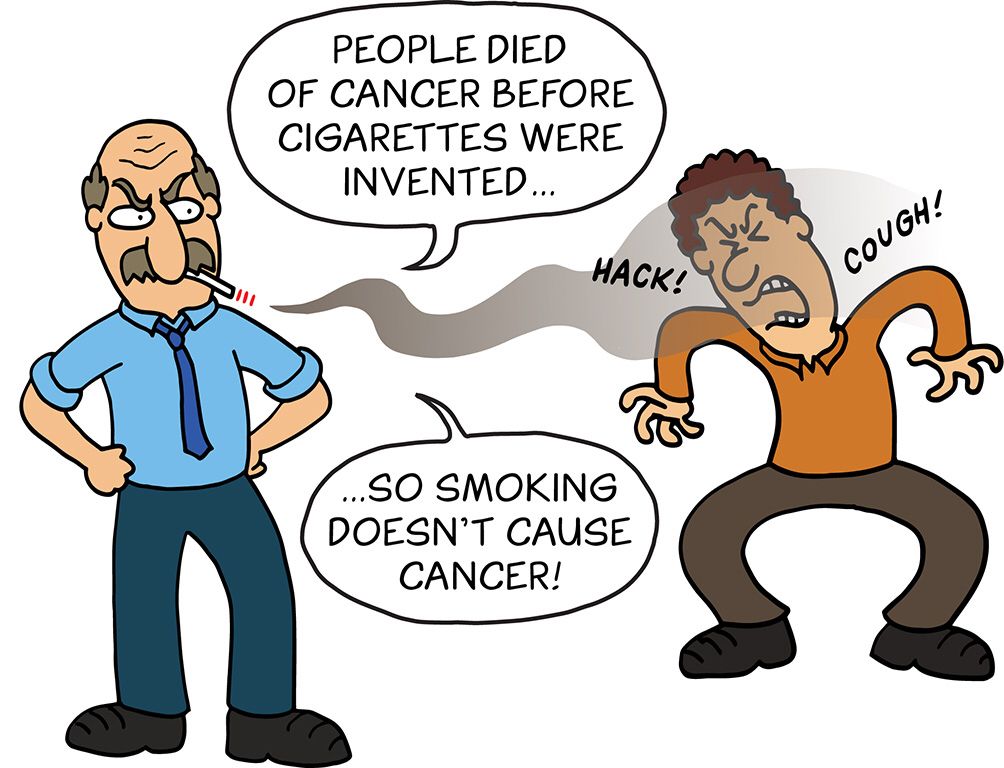 PEOPLE DIED
OF CANCER BEFORE
CIGARETTES WERE
INVENTED...
HACK!
COUGH!
...SO SMOKING
DOESN'T CAUSE
CANCER!